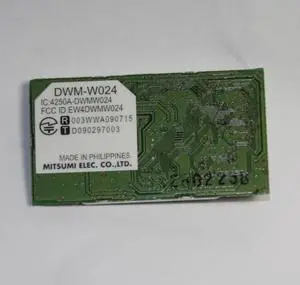 DWM-W024
IC:4250A-DWMW024
FCC ID:EW4DWMW024
R 003WWA090715
T D090297003
MADE IN PHILIPPINES
MITSUMI ELEC. CO.,LTD.